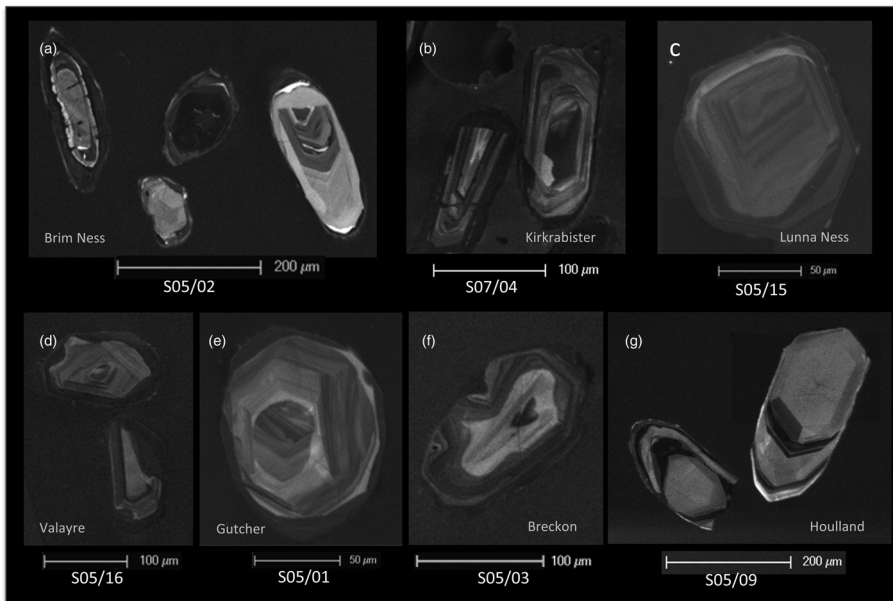 (a)
Brim Ness
200 µm
S05/02
(b)
Kirkrabister
100 µm
S07/04
C
Lunna Ness
50 µm
S05/15
(d)
Valayre
100 µm
S05/16
(e)
Gutcher
50 µm
S05/01
(f)
Breckon
100 µm
S05/03
(g)
Houlland
200 µm
S05/09